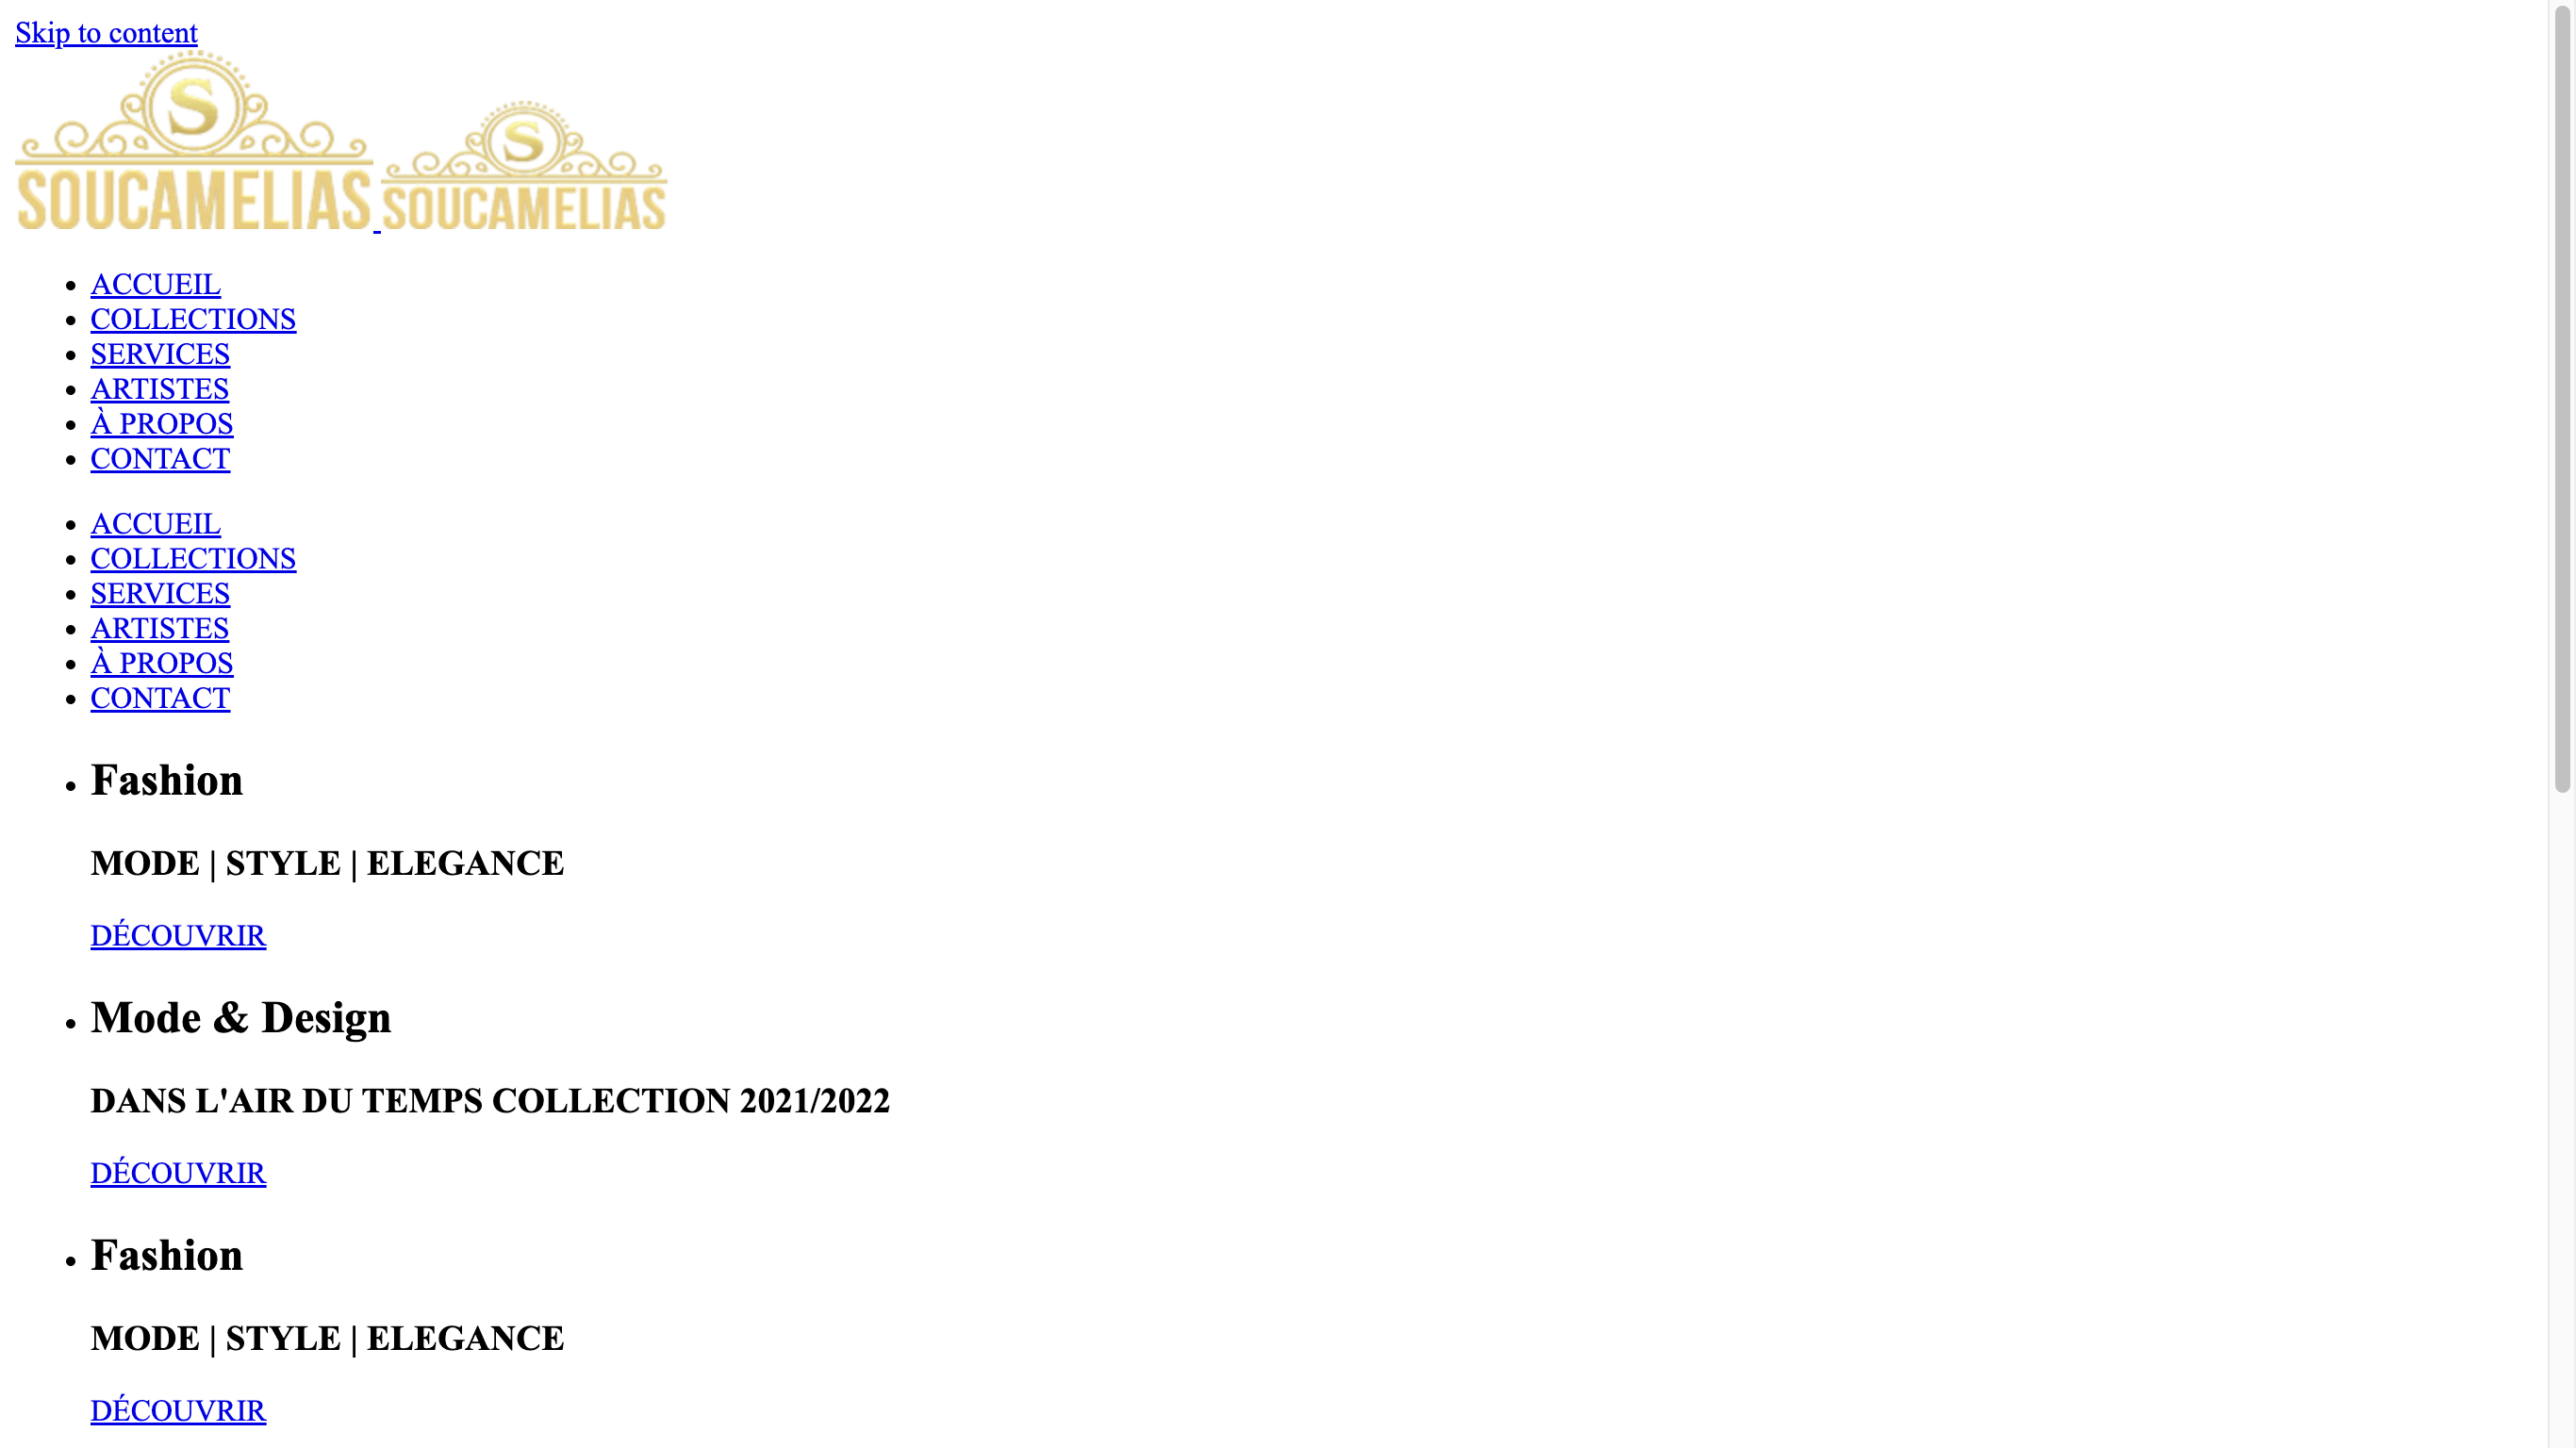 Skip to content
S
SOUCAMELIAS
S
SOUCAMELIAS
ACCUEIL
COLLECTIONS
SERVICES
ARTISTES
À PROPOS
CONTACT
ACCUEIL
COLLECTIONS
SERVICES
ARTISTES
À PROPOS
CONTACT
Fashion
MODE | STYLE | ELEGANCE
DÉCOUVRIR
Mode & Design
DANS L'AIR DU TEMPS COLLECTION 2021/2022
DÉCOUVRIR
Fashion
MODE | STYLE | ELEGANCE
DÉCOUVRIR